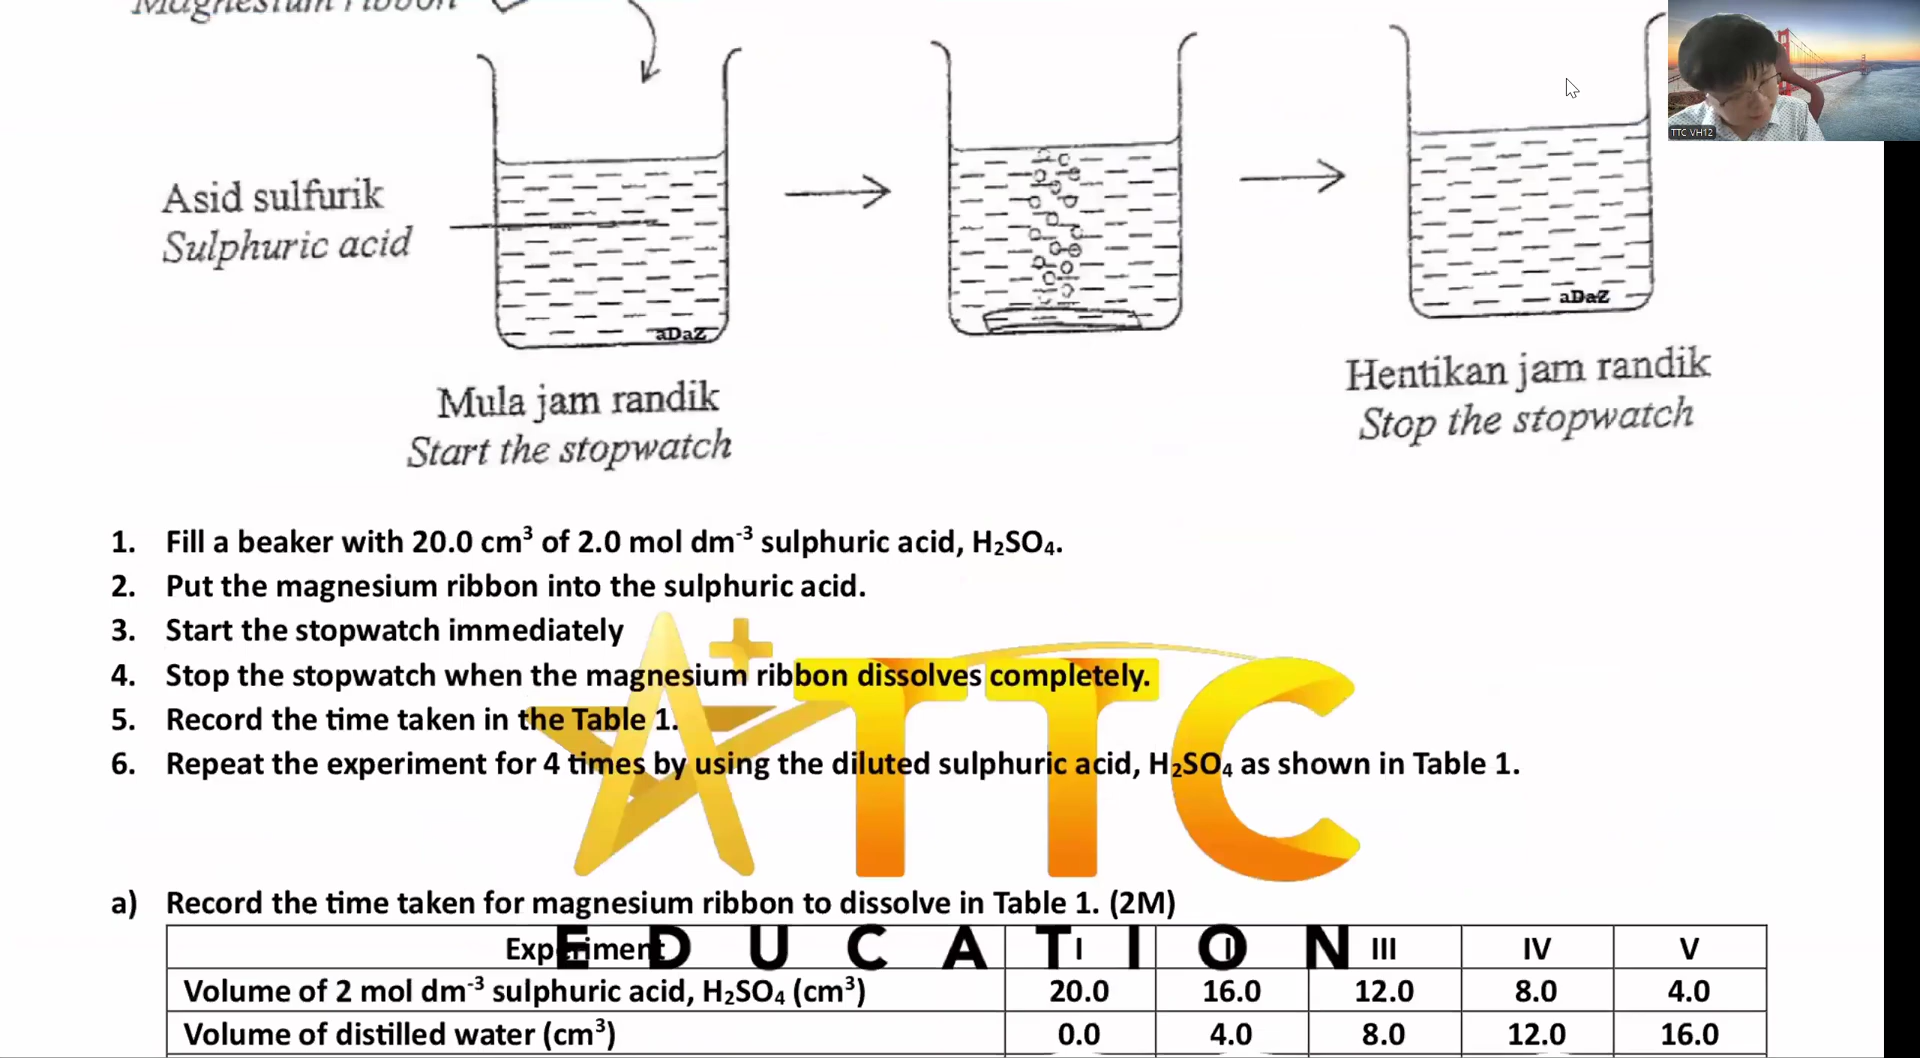 Magnesium ribbon
TTC VH12
Asid sulfurik
Sulphuric acid
aDaZ
aDaZ
Mula jam randik
Start the stopwatch
Hentikan jam randik
Stop the stopwatch
1. Fill a beaker with 20.0 cm³ of 2.0 mol dm⁻³ sulphuric acid, H₂SO₄.
2. Put the magnesium ribbon into the sulphuric acid.
3. Start the stopwatch immediately
4. Stop the stopwatch when the magnesium ribbon dissolves completely.
5. Record the time taken in the Table 1.
6. Repeat the experiment for 4 times by using the diluted sulphuric acid, H₂SO₄ as shown in Table 1.
A+ TTC
EDUCATION
a) Record the time taken for magnesium ribbon to dissolve in Table 1. (2M)
Experiment I II III IV V
Volume of 2 mol dm⁻³ sulphuric acid, H₂SO₄ (cm³) 20.0 16.0 12.0 8.0 4.0
Volume of distilled water (cm³) 0.0 4.0 8.0 12.0 16.0